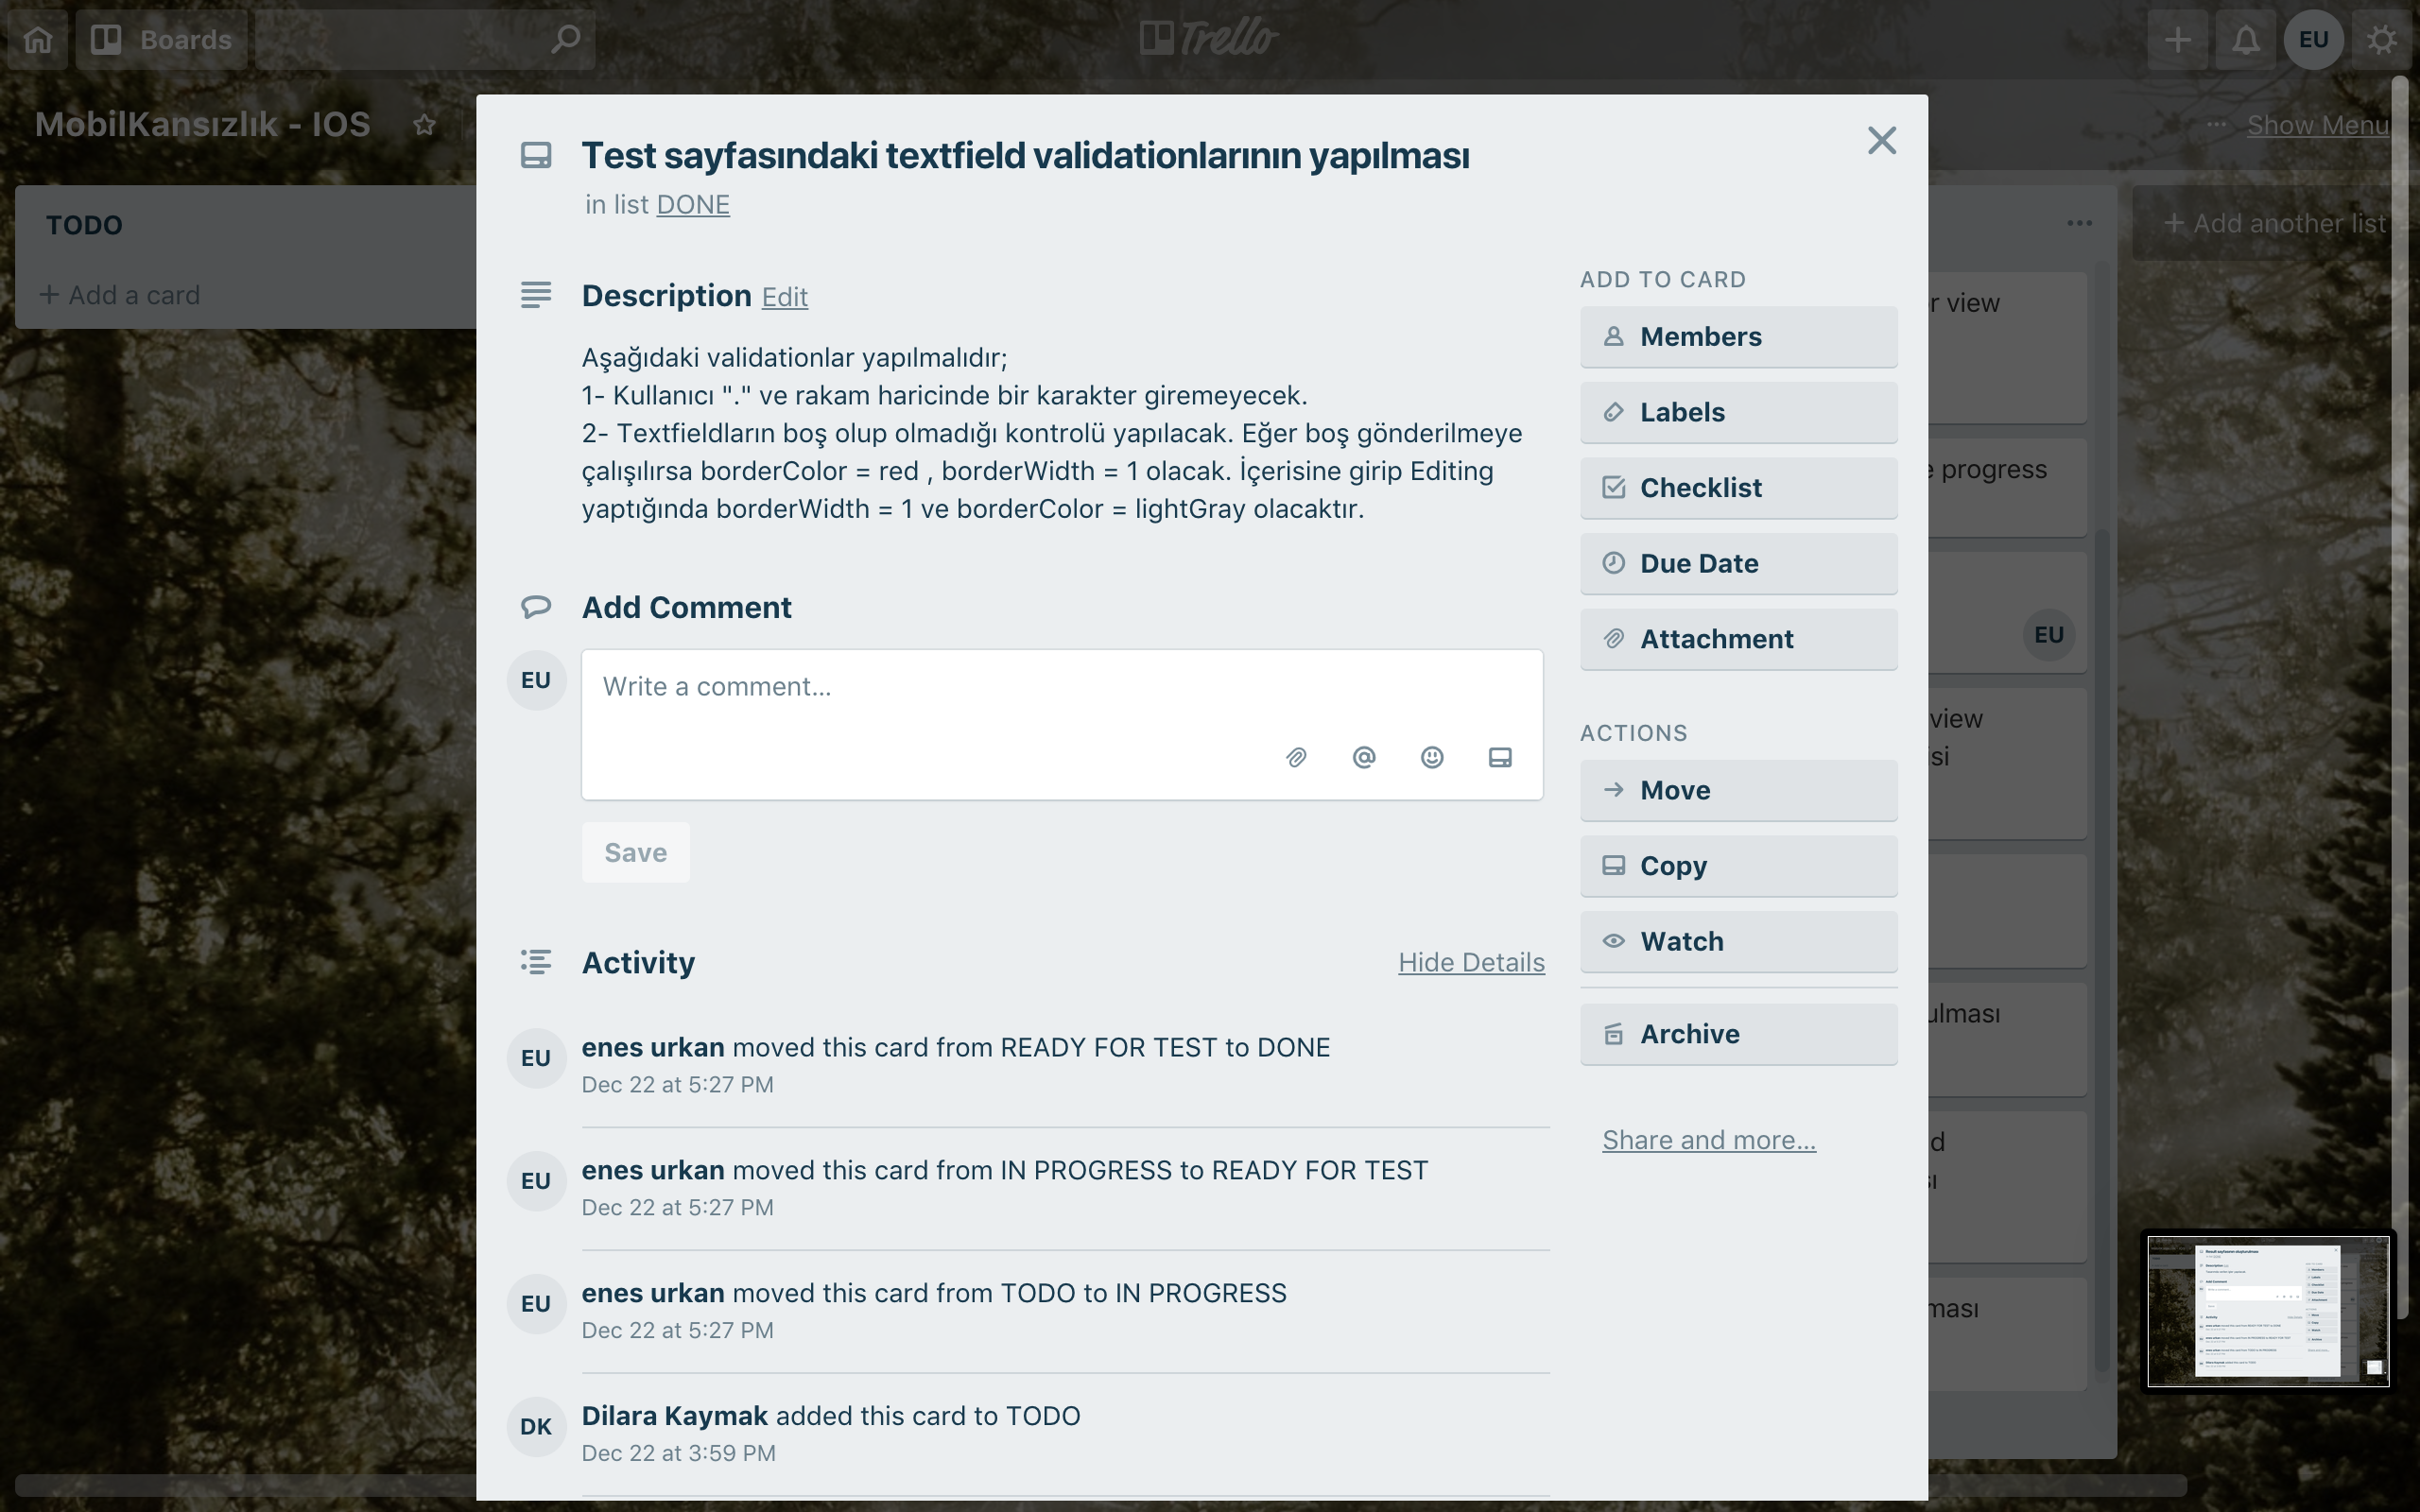 Boards
Trello
EU
MobilKansızlık - IOS
··· Show Menu
TODO
+ Add a card
+ Add another list
Test sayfasındaki textfield validationlarının yapılması
in list DONE
Description Edit
Aşağıdaki validationlar yapılmalıdır;
1- Kullanıcı "." ve rakam haricinde bir karakter giremeyecek.
2- Textfieldların boş olup olmadığı kontrolü yapılacak. Eğer boş gönderilmeye
çalışılırsa borderColor = red , borderWidth = 1 olacak. İçerisine girip Editing
yaptığında borderWidth = 1 ve borderColor = lightGray olacaktır.
Add Comment
EU
Write a comment...
Save
Activity Hide Details
EU enes urkan moved this card from READY FOR TEST to DONE
Dec 22 at 5:27 PM
EU enes urkan moved this card from IN PROGRESS to READY FOR TEST
Dec 22 at 5:27 PM
EU enes urkan moved this card from TODO to IN PROGRESS
Dec 22 at 5:27 PM
DK Dilara Kaymak added this card to TODO
Dec 22 at 3:59 PM
ADD TO CARD
Members
Labels
Checklist
Due Date
Attachment
ACTIONS
Move
Copy
Watch
Archive
Share and more...
view
progress
EU
view